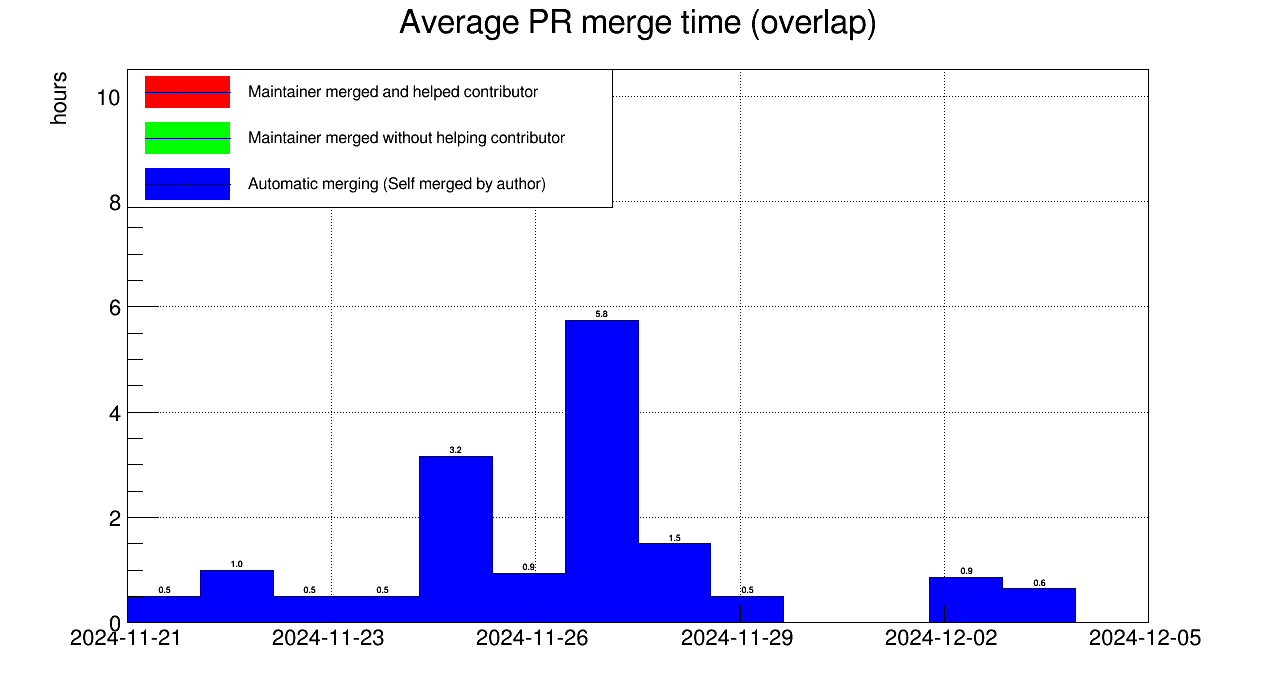 Average PR merge time (overlap)
hours
Maintainer merged and helped contributor
Maintainer merged without helping contributor
Automatic merging (Self merged by author)
10
8
6
4
2
0
0.5
1.0
0.5
0.5
3.2
0.9
5.8
1.5
0.5
0.9
0.6
2024-11-21 2024-11-23 2024-11-26 2024-11-29 2024-12-02 2024-12-05